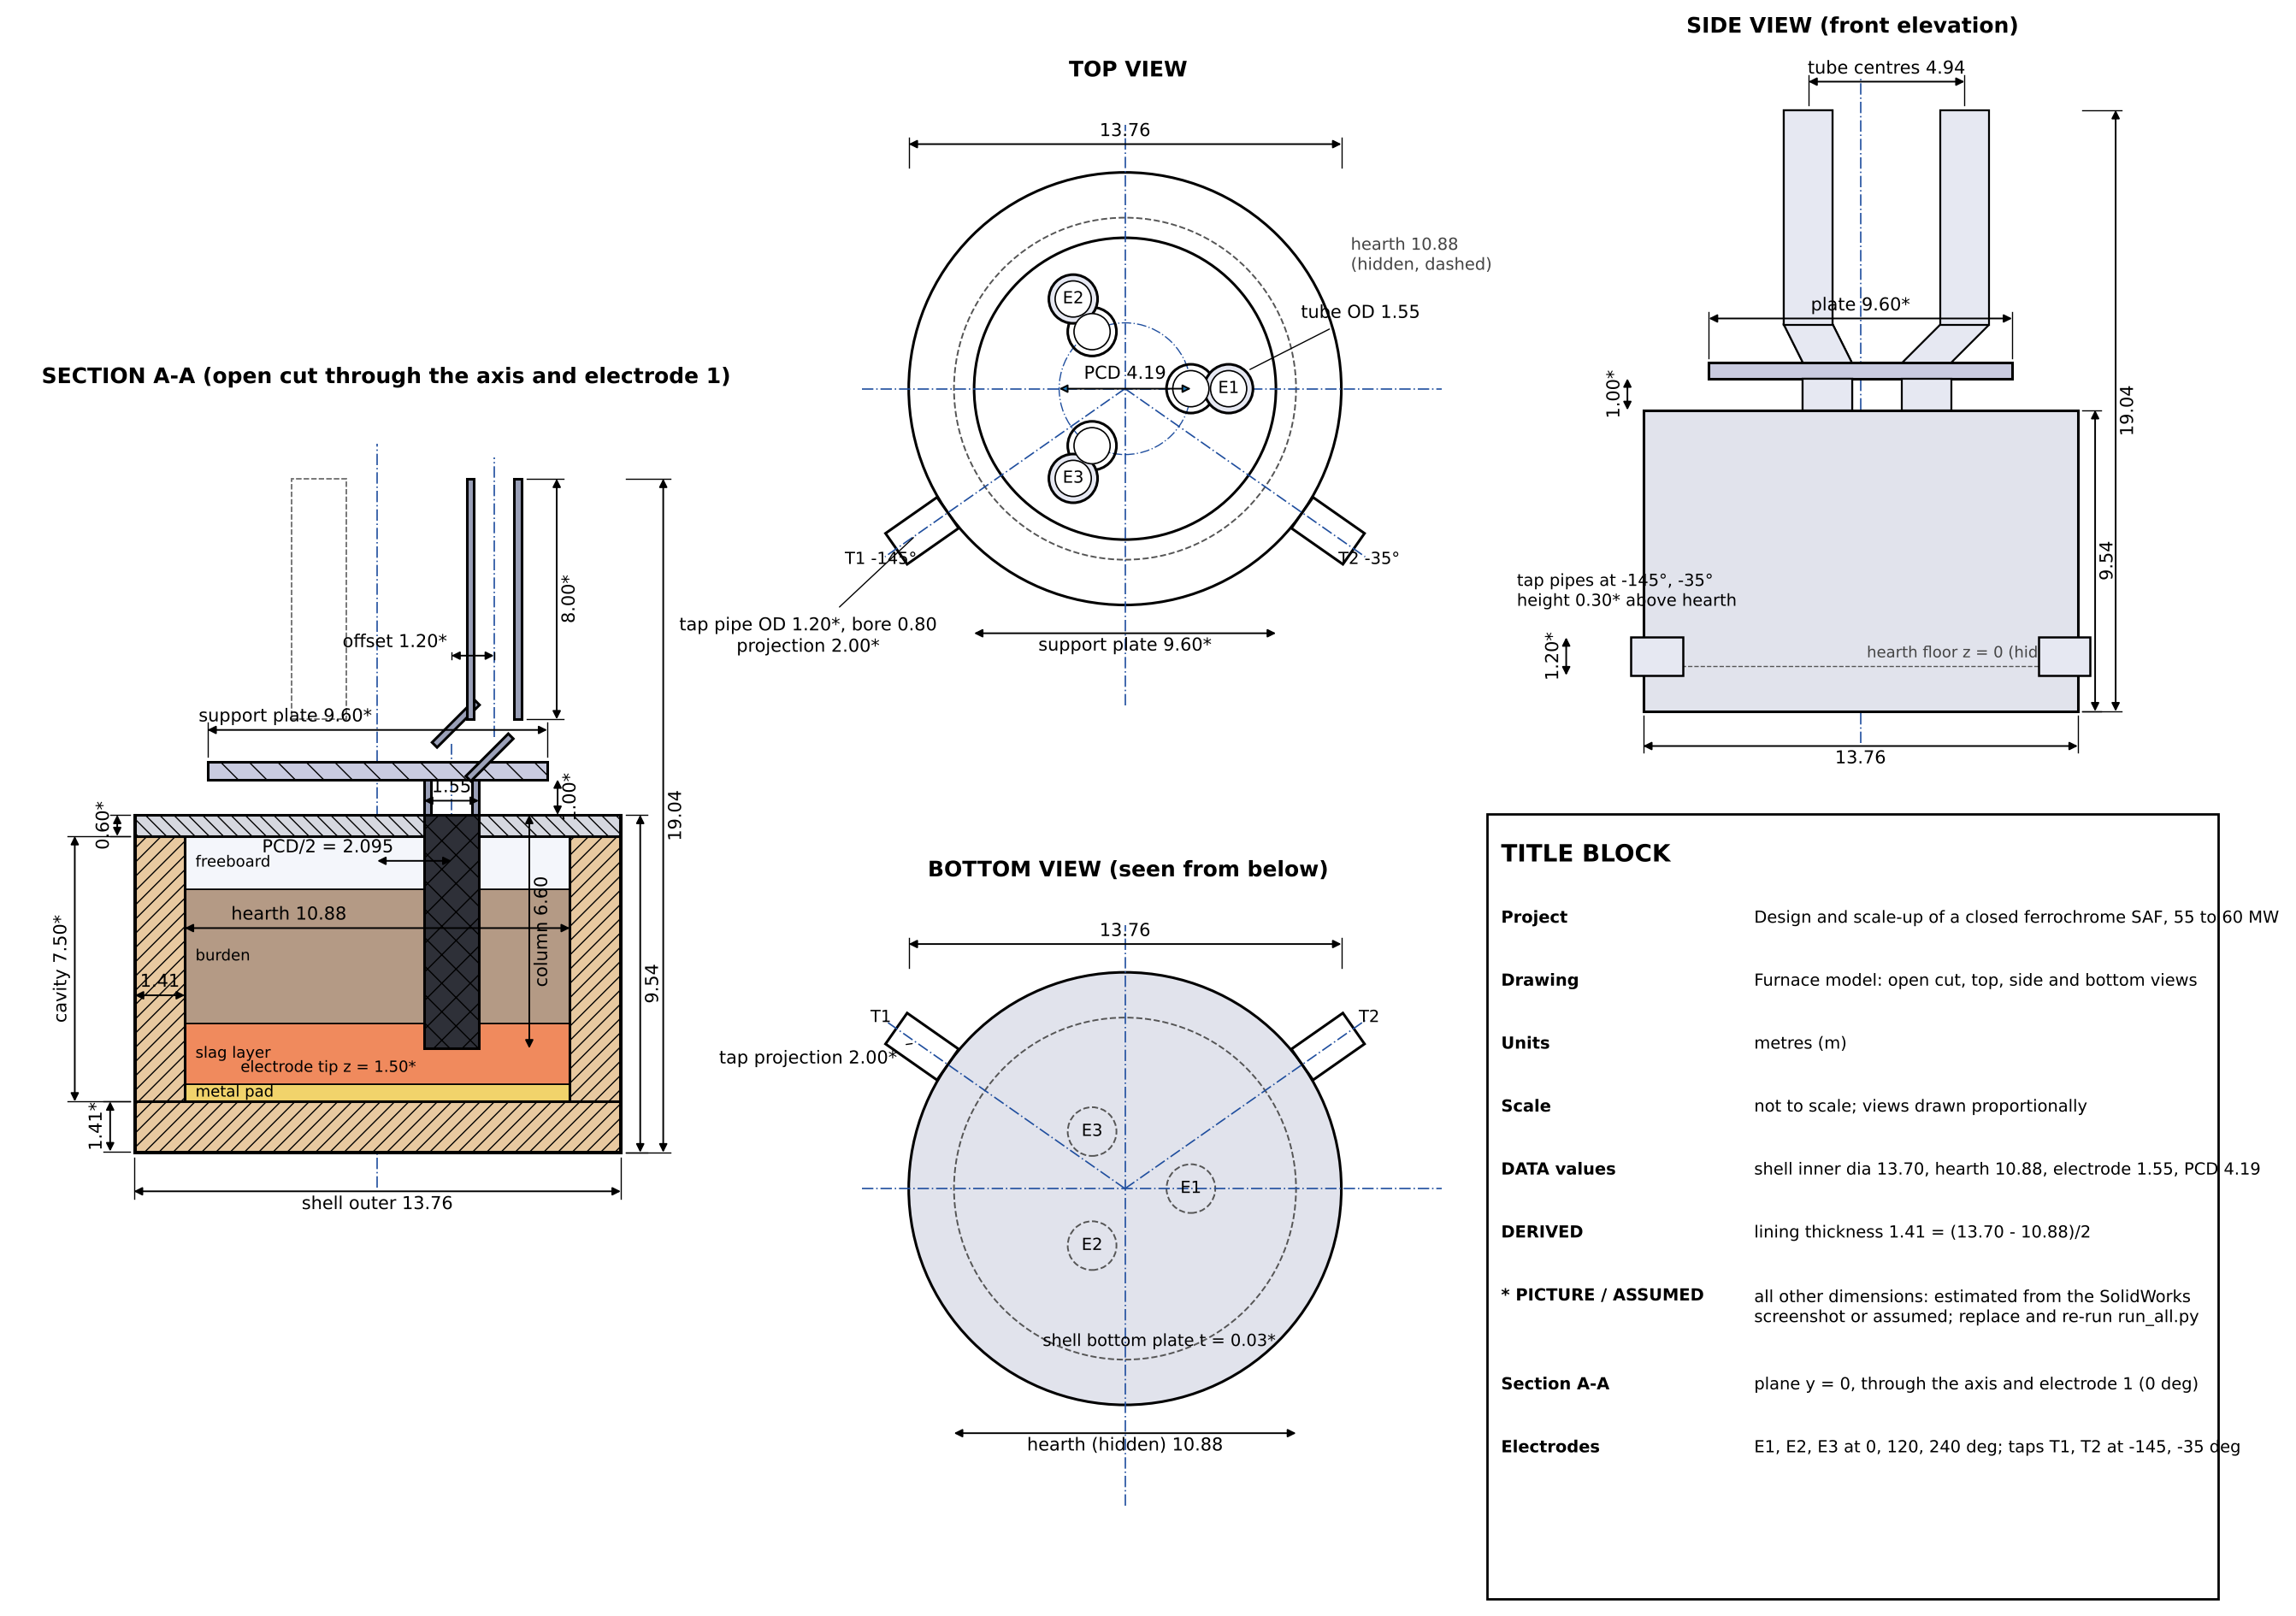 SIDE VIEW (front elevation)
tube centres 4.94
plate 9.60*
1.00*
19.04
9.54
tap pipes at -145°, -35°
height 0.30* above hearth
1.20*
hearth floor z = 0 (hid
13.76
TOP VIEW
13.76
hearth 10.88
(hidden, dashed)
tube OD 1.55
E2
PCD 4.19
E1
E3
T1 -145°
T2 -35°
tap pipe OD 1.20*, bore 0.80
projection 2.00*
support plate 9.60*
SECTION A-A (open cut through the axis and electrode 1)
8.00*
offset 1.20*
support plate 9.60*
1.55
1.00*
19.04
0.60*
PCD/2 = 2.095
freeboard
hearth 10.88
column 6.60
burden
cavity 7.50*
1.41
9.54
slag layer
electrode tip z = 1.50*
metal pad
1.41*
shell outer 13.76
BOTTOM VIEW (seen from below)
13.76
T1
T2
tap projection 2.00*
E3
E1
E2
shell bottom plate t = 0.03*
hearth (hidden) 10.88
TITLE BLOCK
Project Design and scale-up of a closed ferrochrome SAF, 55 to 60 MW
Drawing Furnace model: open cut, top, side and bottom views
Units metres (m)
Scale not to scale; views drawn proportionally
DATA values shell inner dia 13.70, hearth 10.88, electrode 1.55, PCD 4.19
DERIVED lining thickness 1.41 = (13.70 - 10.88)/2
* PICTURE / ASSUMED all other dimensions: estimated from the SolidWorks
screenshot or assumed; replace and re-run run_all.py
Section A-A plane y = 0, through the axis and electrode 1 (0 deg)
Electrodes E1, E2, E3 at 0, 120, 240 deg; taps T1, T2 at -145, -35 deg